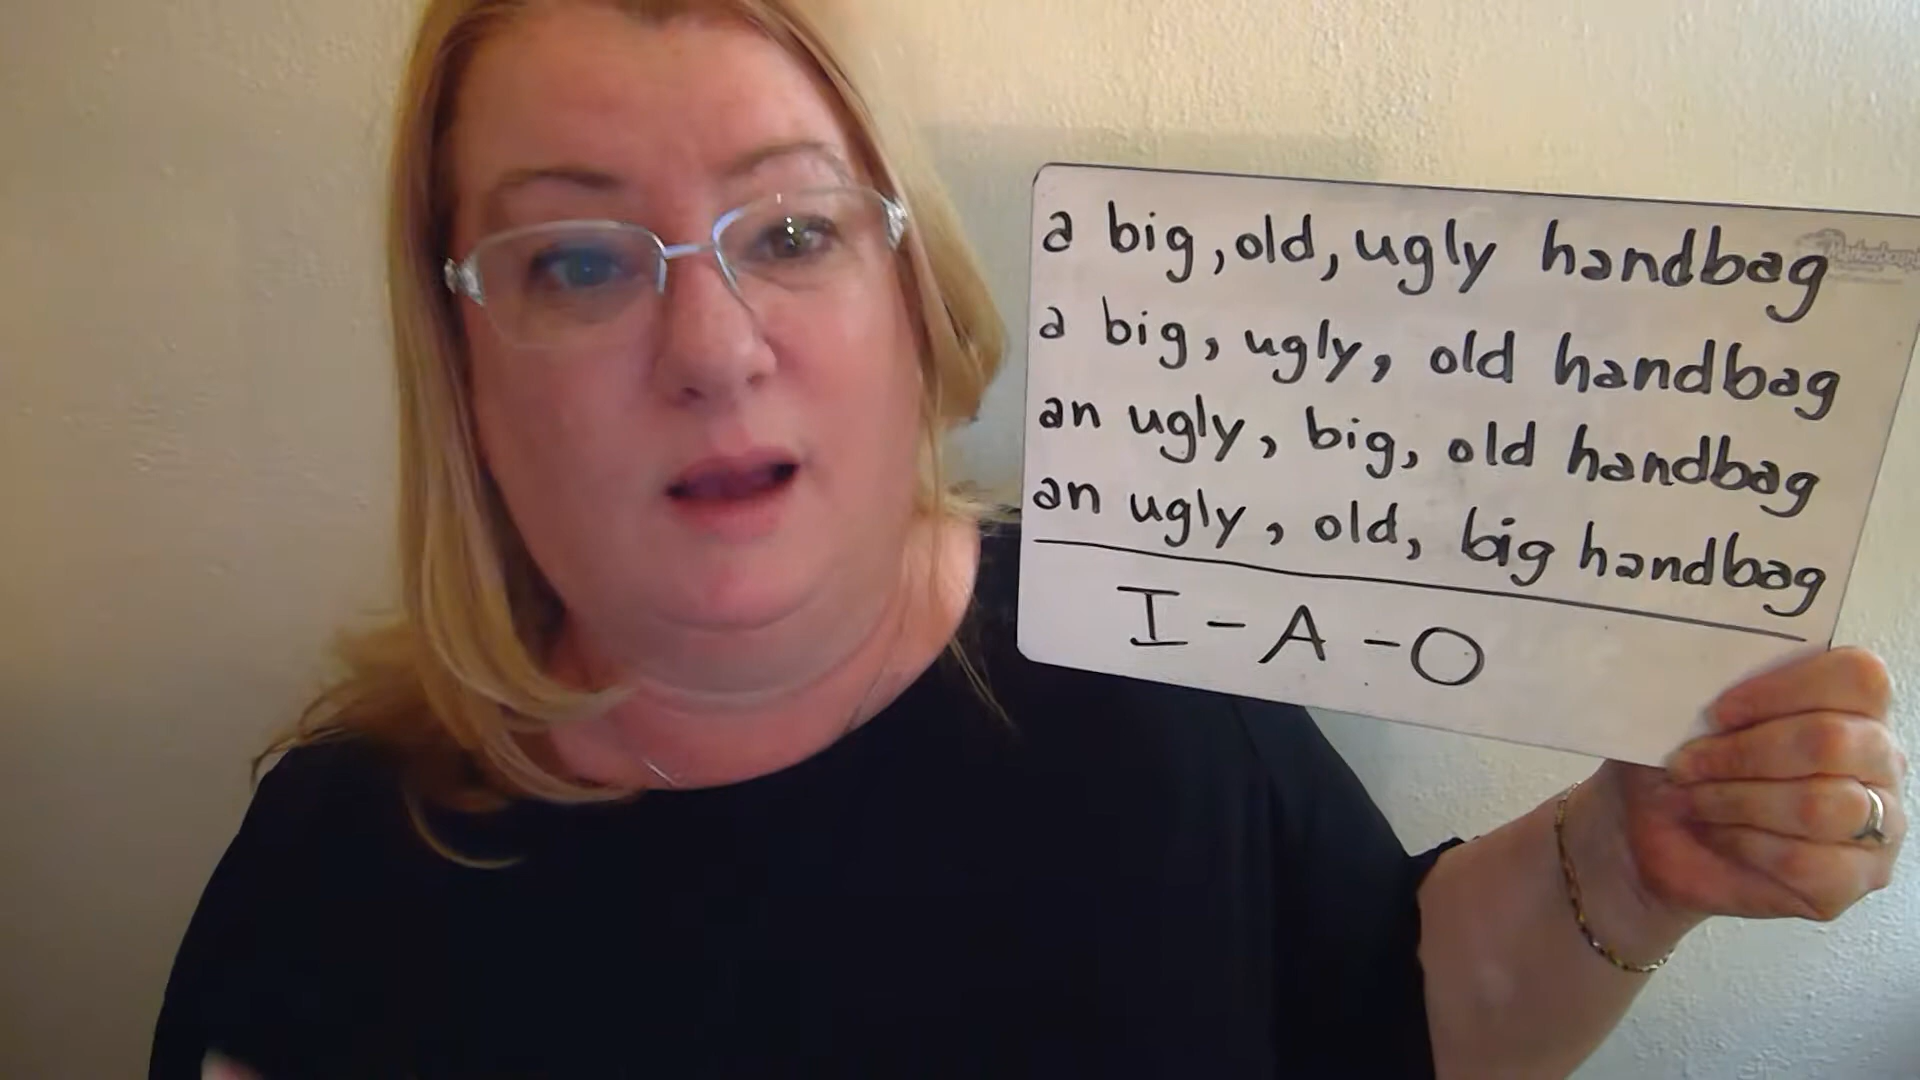 a big, old, ugly handbag
a big, ugly, old handbag
an ugly, big, old handbag
an ugly, old, big handbag
I - A - O